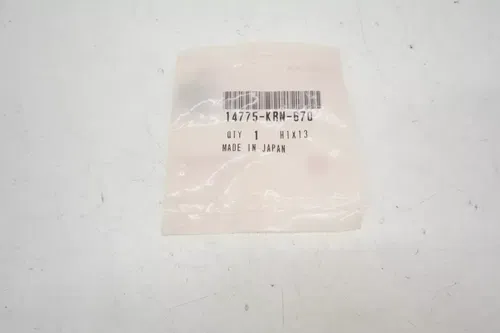 14775-KRN-670
QTY 1 H1X13
MADE IN JAPAN